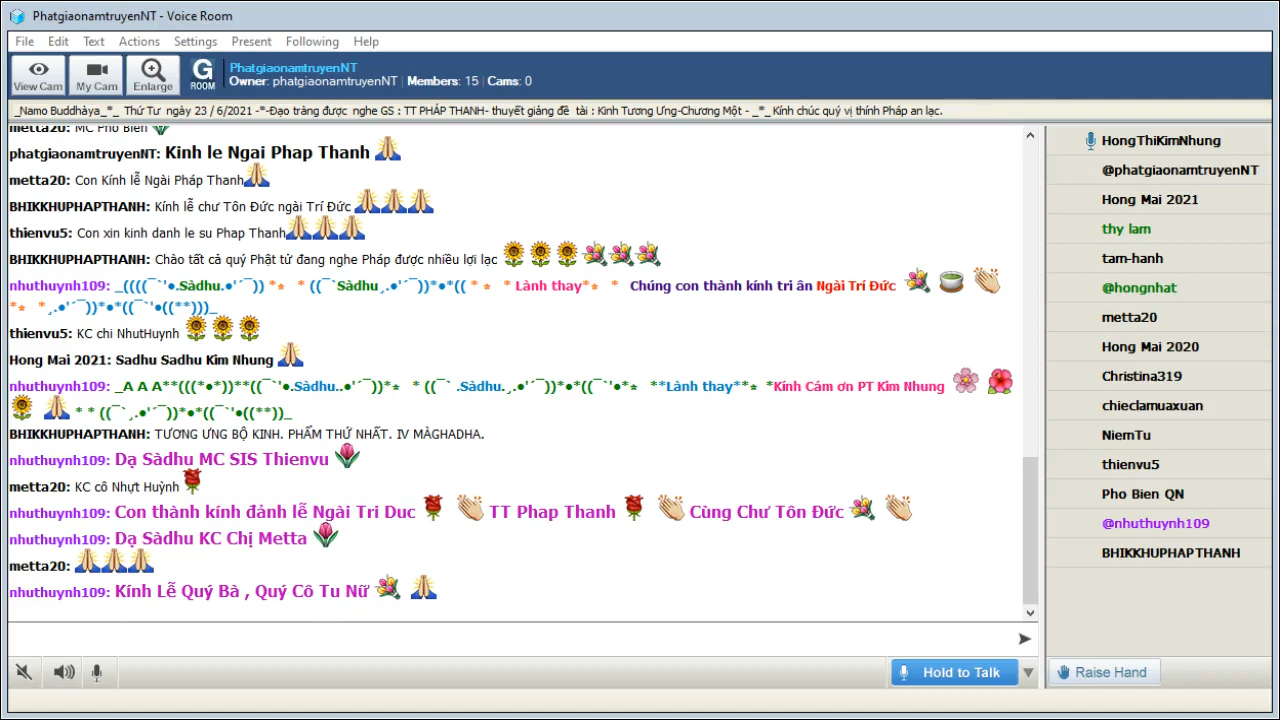 PhatgiaonamtruyenNT - Voice Room
File Edit Text Actions Settings Present Following Help
View Cam My Cam Enlarge G ROOM PhatgiaonamtruyenNT
Owner: phatgiaonamtruyenNT | Members: 15 | Cams: 0
_Namo Buddhàya_*_ Thứ Tư ngày 23 / 6/2021 -*-Đạo tràng được nghe GS : TT PHÁP THANH- thuyết giảng đề tài : Kinh Tương Ưng-Chương Một - _*_ Kính chúc quý vị thính Pháp an lạc.
metta20: MC Phổ Biên
phatgiaonamtruyenNT: Kinh le Ngai Phap Thanh
metta20: Con Kính lễ Ngài Pháp Thanh
BHIKKHUPHAPTHANH: Kính lễ chư Tôn Đức ngài Trí Đức
thienvu5: Con xin kinh danh le su Phap Thanh
BHIKKHUPHAPTHANH: Chào tất cả quý Phật tử đang nghe Pháp được nhiều lợi lạc
nhuthuynh109: _((((¯`'•.Sàdhu.•'´¯)) *⭑ * ((¯`Sàdhu¸.•'´¯))*•*(( * ⭑ * Lành thay*⭑ * Chúng con thành kính tri ân Ngài Trí Đức
*⭑ *¸.•'´¯))*•*((¯`'•((**)))_
thienvu5: KC chi NhutHuynh
Hong Mai 2021: Sadhu Sadhu Kim Nhung
nhuthuynh109: _A A A**(((*•*))**((¯`'•.Sàdhu..•'´¯))*⭑ * ((¯` .Sàdhu.¸.•'´¯))*•*((¯`'•*⭑ **Lành thay**⭑ *Kính Cám ơn PT Kim Nhung
* * ((¯`¸.•'´¯))*•*((¯`'•((**))_
BHIKKHUPHAPTHANH: TƯƠNG ƯNG BỘ KINH. PHẨM THỨ NHẤT. IV MÀGHADHA.
nhuthuynh109: Dạ Sàdhu MC SIS Thienvu
metta20: KC cô Nhựt Huỳnh
nhuthuynh109: Con thành kính đảnh lễ Ngài Tri Duc TT Phap Thanh Cùng Chư Tôn Đức
nhuthuynh109: Dạ Sàdhu KC Chị Metta
metta20:
nhuthuynh109: Kính Lễ Quý Bà , Quý Cô Tu Nữ
Hold to Talk
HongThiKimNhung
@phatgiaonamtruyenNT
Hong Mai 2021
thy lam
tam-hanh
@hongnhat
metta20
Hong Mai 2020
Christina319
chieclamuaxuan
NiemTu
thienvu5
Pho Bien QN
@nhuthuynh109
BHIKKHUPHAPTHANH
Raise Hand